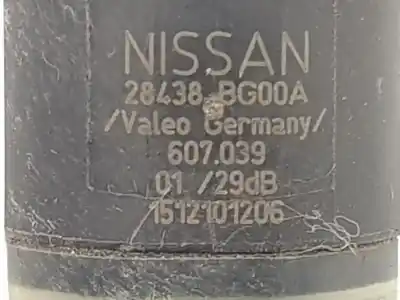 NISSAN
28438 BG00A
/Valeo Germany/
607.039
01 /29dB
1512101206